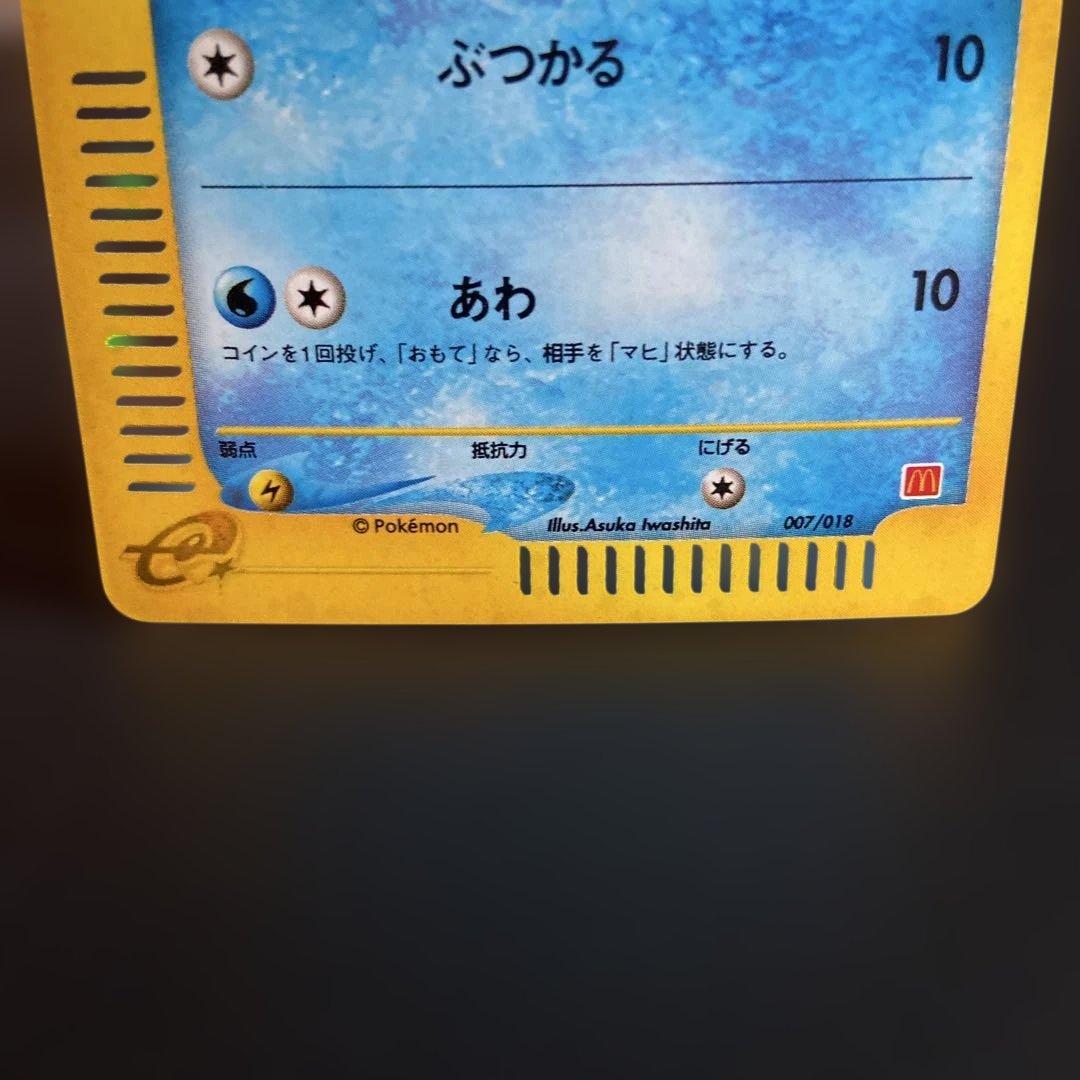 ぶつかる 10
あわ 10
コインを1回投げ、「おもて」なら、相手を「マヒ」状態にする。
弱点 抵抗力 にげる
© Pokémon Illus.Asuka Iwashita 007/018